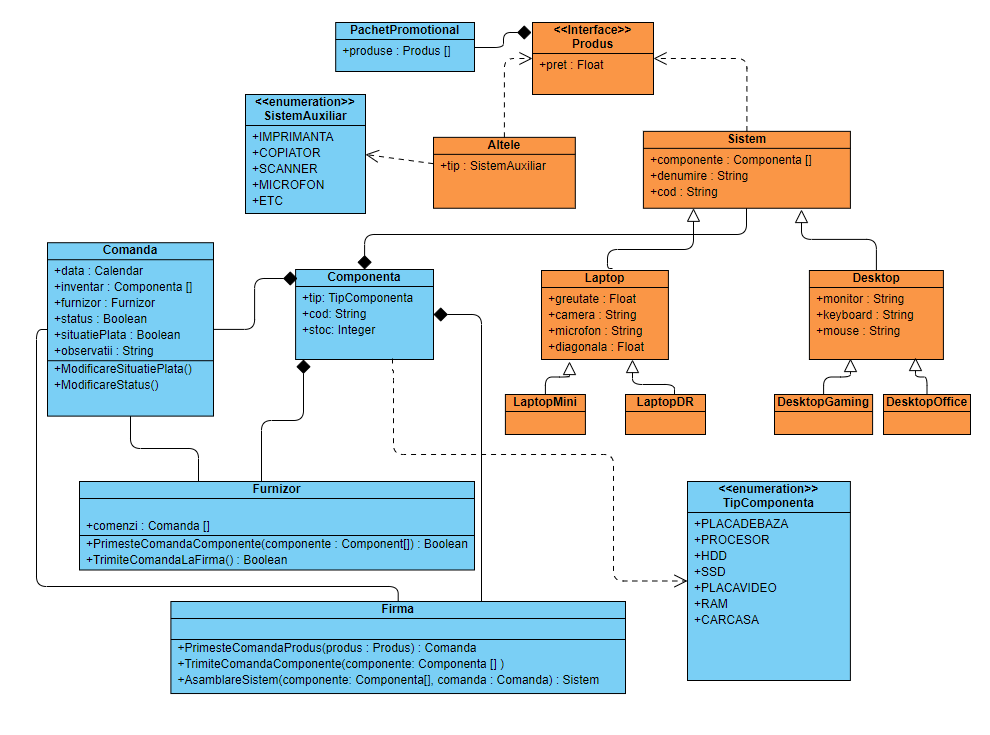 PachetPromotional
+produse : Produs []
<<Interface>>
Produs
+pret : Float
<<enumeration>>
SistemAuxiliar
+IMPRIMANTA
+COPIATOR
+SCANNER
+MICROFON
+ETC
Altele
+tip : SistemAuxiliar
Sistem
+componente : Componenta []
+denumire : String
+cod : String
Comanda
+data : Calendar
+inventar : Componenta []
+furnizor : Furnizor
+status : Boolean
+situatiePlata : Boolean
+observatii : String
+ModificareSituatiePlata()
+ModificareStatus()
Componenta
+tip: TipComponenta
+cod: String
+stoc: Integer
Laptop
+greutate : Float
+camera : String
+microfon : String
+diagonala : Float
Desktop
+monitor : String
+keyboard : String
+mouse : String
LaptopMini
LaptopDR
DesktopGaming
DesktopOffice
Furnizor
+comenzi : Comanda []
+PrimesteComandaComponente(componente : Component[]) : Boolean
+TrimiteComandaLaFirma() : Boolean
<<enumeration>>
TipComponenta
+PLACADEBAZA
+PROCESOR
+HDD
+SSD
+PLACAVIDEO
+RAM
+CARCASA
Firma
+PrimesteComandaProdus(produs : Produs) : Comanda
+TrimiteComandaComponente(componente: Componenta [] )
+AsamblareSistem(componente: Componenta[], comanda : Comanda) : Sistem